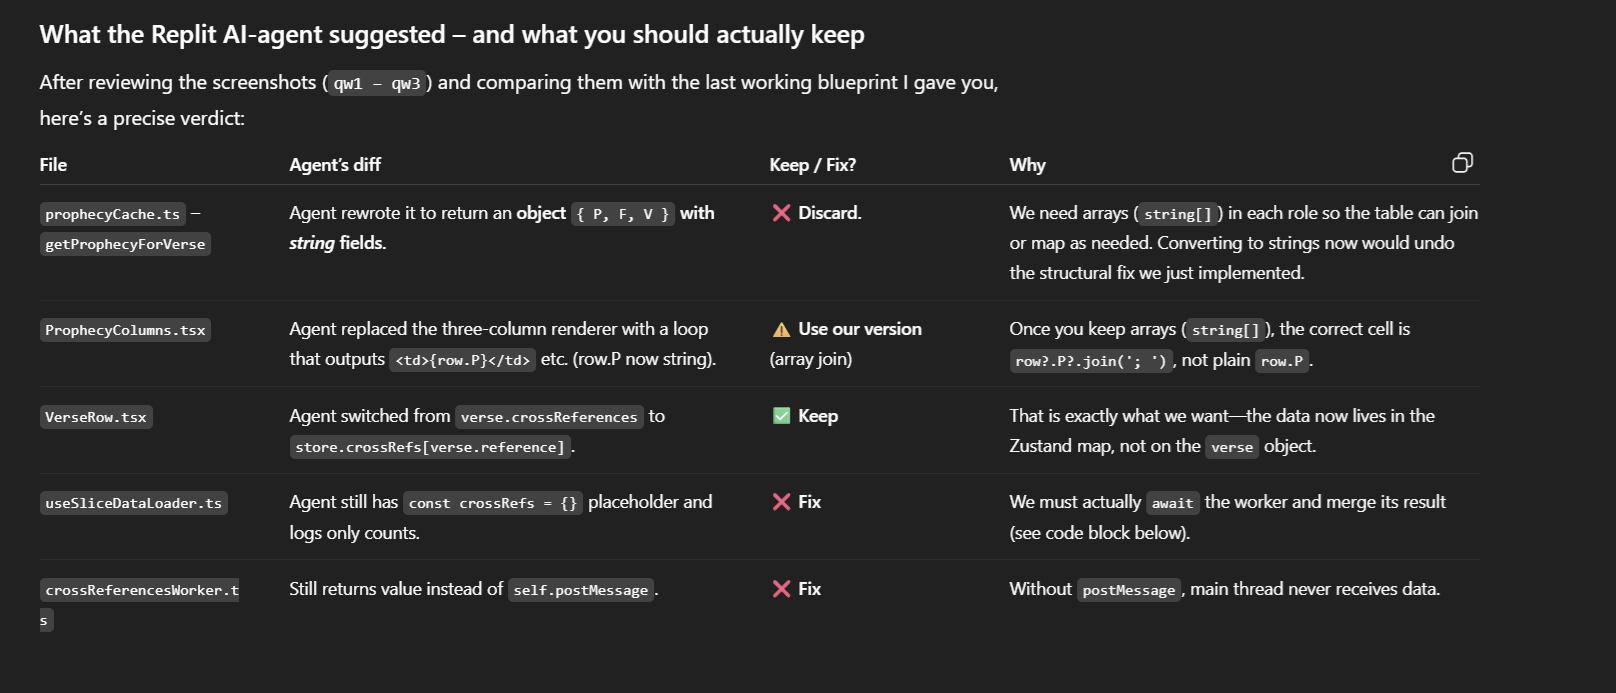 What the Replit AI-agent suggested – and what you should actually keep
After reviewing the screenshots (qw1 – qw3) and comparing them with the last working blueprint I gave you,
here's a precise verdict:
File Agent's diff Keep / Fix? Why
prophecyCache.ts – Agent rewrote it to return an object { P, F, V } with ❌ Discard. We need arrays (string[]) in each role so the table can join
getProphecyForVerse string fields. or map as needed. Converting to strings now would undo
the structural fix we just implemented.
ProphecyColumns.tsx Agent replaced the three-column renderer with a loop ⚠️ Use our version Once you keep arrays (string[]), the correct cell is
that outputs <td>{row.P}</td> etc. (row.P now string). (array join) row?.P?.join('; '), not plain row.P.
VerseRow.tsx Agent switched from verse.crossReferences to ✅ Keep That is exactly what we want—the data now lives in the
store.crossRefs[verse.reference]. Zustand map, not on the verse object.
useSliceDataLoader.ts Agent still has const crossRefs = {} placeholder and ❌ Fix We must actually await the worker and merge its result
logs only counts. (see code block below).
crossReferencesWorker.t Still returns value instead of self.postMessage. ❌ Fix Without postMessage, main thread never receives data.
s